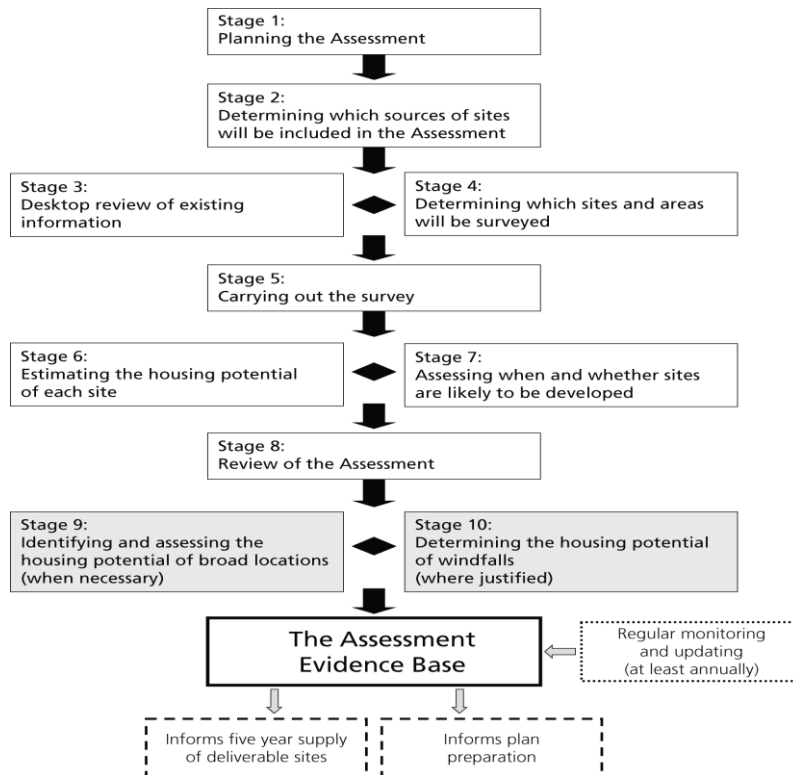 Stage 1:
Planning the Assessment
Stage 2:
Determining which sources of sites
will be included in the Assessment
Stage 3:
Desktop review of existing
information
Stage 4:
Determining which sites and areas
will be surveyed
Stage 5:
Carrying out the survey
Stage 6:
Estimating the housing potential
of each site
Stage 7:
Assessing when and whether sites
are likely to be developed
Stage 8:
Review of the Assessment
Stage 9:
Identifying and assessing the
housing potential of broad locations
(when necessary)
Stage 10:
Determining the housing potential
of windfalls
(where justified)
The Assessment
Evidence Base
Regular monitoring
and updating
(at least annually)
Informs five year supply
of deliverable sites
Informs plan
preparation